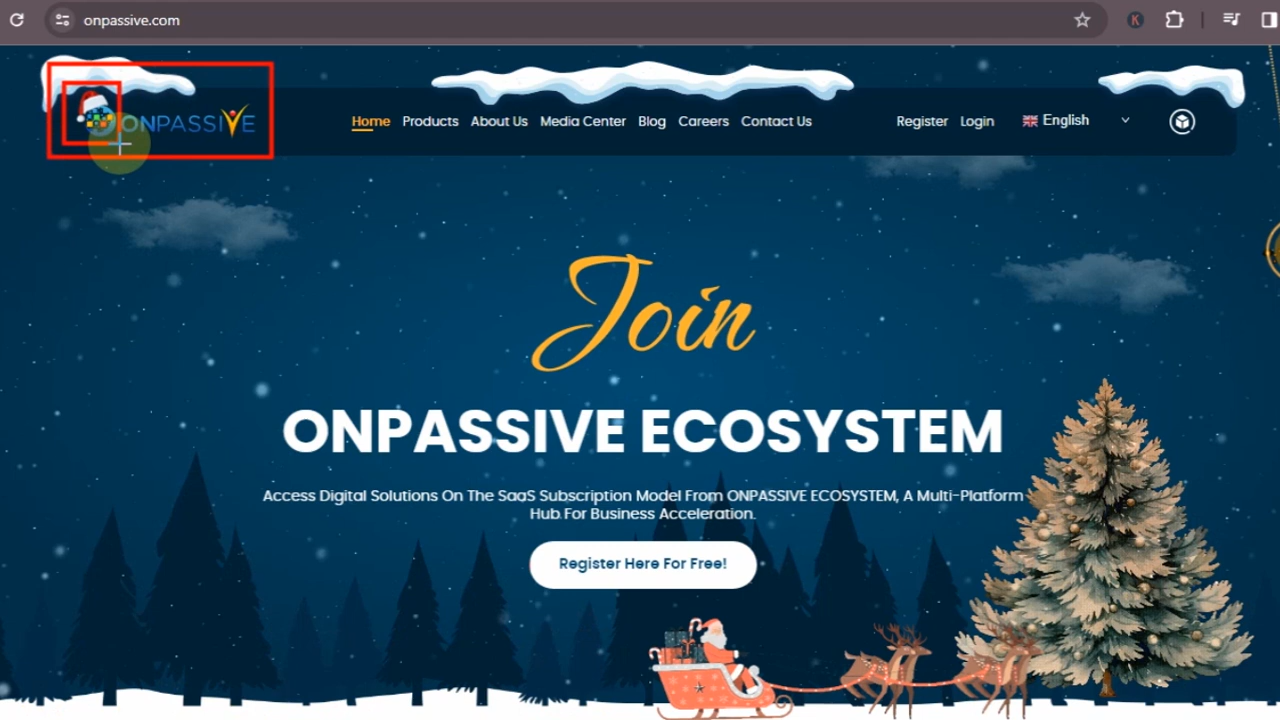 onpassive.com
K
ONPASSIVE
Home Products About Us Media Center Blog Careers Contact Us Register Login English
Join
ONPASSIVE ECOSYSTEM
Access Digital Solutions On The SaaS Subscription Model From ONPASSIVE ECOSYSTEM, A Multi-Platform
Hub For Business Acceleration.
Register Here For Free!